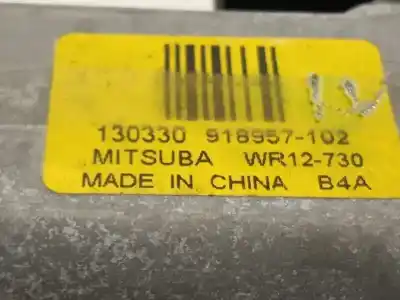 130330 918957-102
MITSUBA WR12-730
MADE IN CHINA B4A